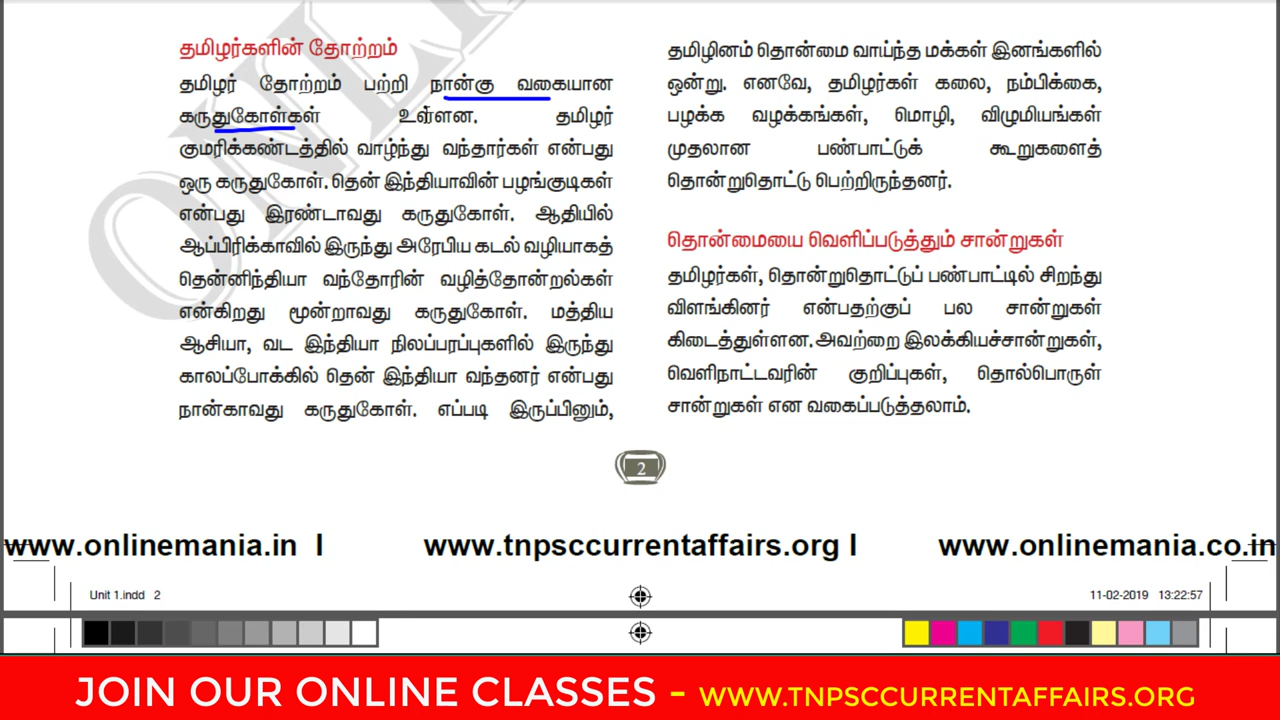 தமிழர்களின் தோற்றம்
தமிழர் தோற்றம் பற்றி நான்கு வகையான
கருதுகோள்கள் உள்ளன. தமிழர்
குமரிக்கண்டத்தில் வாழ்ந்து வந்தார்கள் என்பது
ஒரு கருதுகோள். தென் இந்தியாவின் பழங்குடிகள்
என்பது இரண்டாவது கருதுகோள். ஆதியில்
ஆப்பிரிக்காவில் இருந்து அரேபிய கடல் வழியாகத்
தென்னிந்தியா வந்தோரின் வழித்தோன்றல்கள்
என்கிறது மூன்றாவது கருதுகோள். மத்திய
ஆசியா, வட இந்தியா நிலப்பரப்புகளில் இருந்து
காலப்போக்கில் தென் இந்தியா வந்தனர் என்பது
நான்காவது கருதுகோள். எப்படி இருப்பினும்,
தமிழினம் தொன்மை வாய்ந்த மக்கள் இனங்களில்
ஒன்று. எனவே, தமிழர்கள் கலை, நம்பிக்கை,
பழக்க வழக்கங்கள், மொழி, விழுமியங்கள்
முதலான பண்பாட்டுக் கூறுகளைத்
தொன்றுதொட்டு பெற்றிருந்தனர்.
தொன்மையை வெளிப்படுத்தும் சான்றுகள்
தமிழர்கள், தொன்றுதொட்டுப் பண்பாட்டில் சிறந்து
விளங்கினர் என்பதற்குப் பல சான்றுகள்
கிடைத்துள்ளன.அவற்றை இலக்கியச்சான்றுகள்,
வெளிநாட்டவரின் குறிப்புகள், தொல்பொருள்
சான்றுகள் என வகைப்படுத்தலாம்.
2
www.onlinemania.in I www.tnpsccurrentaffairs.org I www.onlinemania.co.in
Unit 1.indd 2 11-02-2019 13:22:57
JOIN OUR ONLINE CLASSES - WWW.TNPSCCURRENTAFFAIRS.ORG